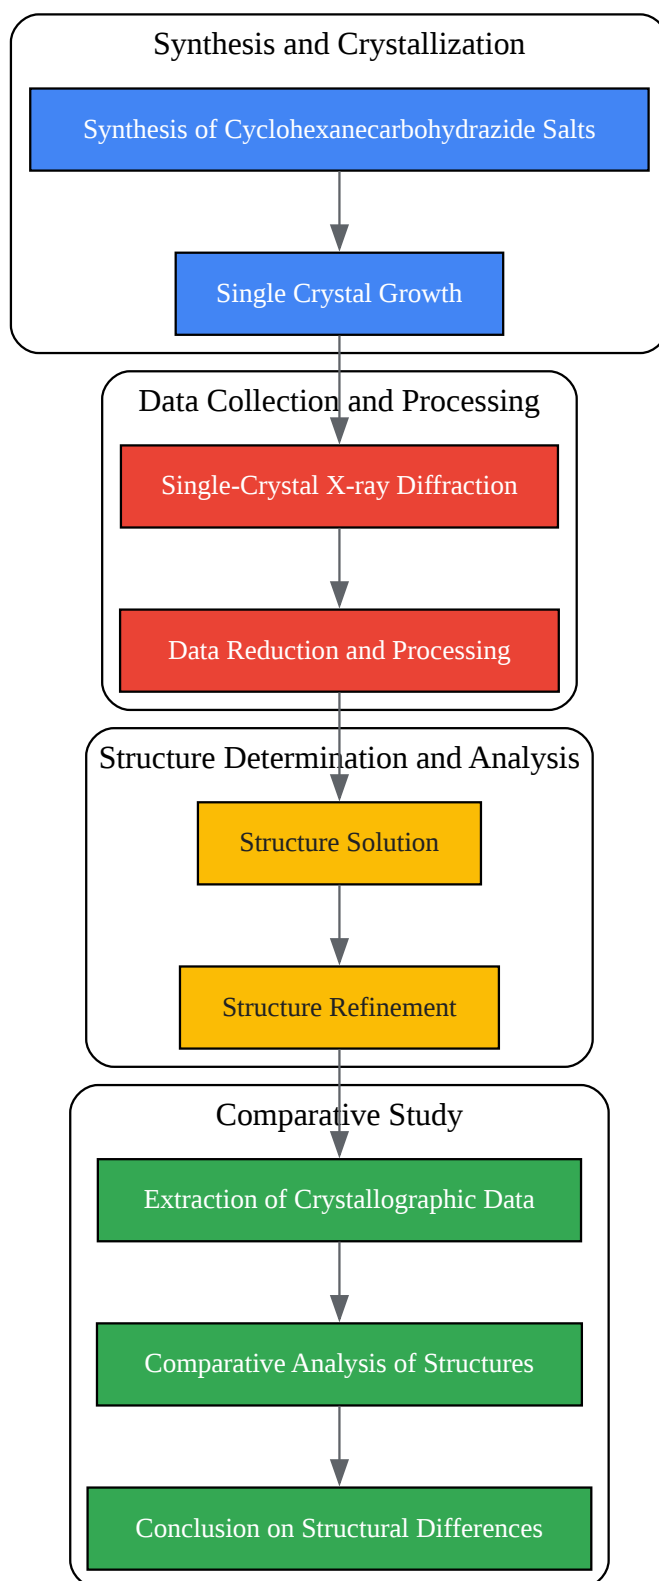 Synthesis and Crystallization
Synthesis of Cyclohexanecarbohydrazide Salts
Single Crystal Growth
Data Collection and Processing
Single-Crystal X-ray Diffraction
Data Reduction and Processing
Structure Determination and Analysis
Structure Solution
Structure Refinement
Comparative Study
Extraction of Crystallographic Data
Comparative Analysis of Structures
Conclusion on Structural Differences